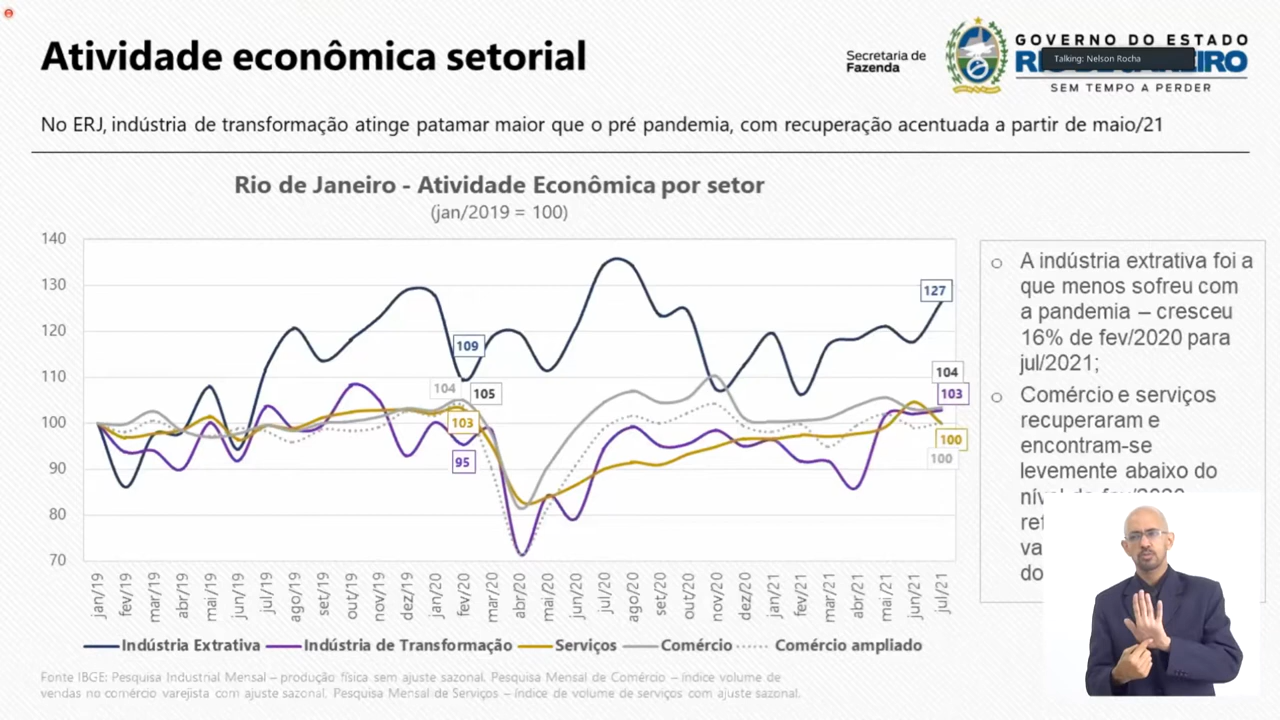 Atividade econômica setorial
Secretaria de
Fazenda
GOVERNO DO ESTADO
Talking: Nelson Rocha
SEM TEMPO A PERDER
No ERJ, indústria de transformação atinge patamar maior que o pré pandemia, com recuperação acentuada a partir de maio/21
Rio de Janeiro - Atividade Econômica por setor
(jan/2019 = 100)
140
130
120
110
100
90
80
70
109
104
105
103
95
127
104
103
100
100
jan/19
fev/19
mar/19
abr/19
mai/19
jun/19
jul/19
ago/19
set/19
out/19
nov/19
dez/19
jan/20
fev/20
mar/20
abr/20
mai/20
jun/20
jul/20
ago/20
set/20
out/20
nov/20
dez/20
jan/21
fev/21
mar/21
abr/21
mai/21
jun/21
jul/21
Indústria Extrativa
Indústria de Transformação
Serviços
Comércio
Comércio ampliado
Fonte IBGE: Pesquisa Industrial Mensal – produção física sem ajuste sazonal. Pesquisa Mensal de Comércio – índice volume de
vendas no comércio varejista com ajuste sazonal. Pesquisa Mensal de Serviços – índice de volume de serviços com ajuste sazonal.
o A indústria extrativa foi a
que menos sofreu com
a pandemia – cresceu
16% de fev/2020 para
jul/2021;
o Comércio e serviços
recuperaram e
encontram-se
levemente abaixo do